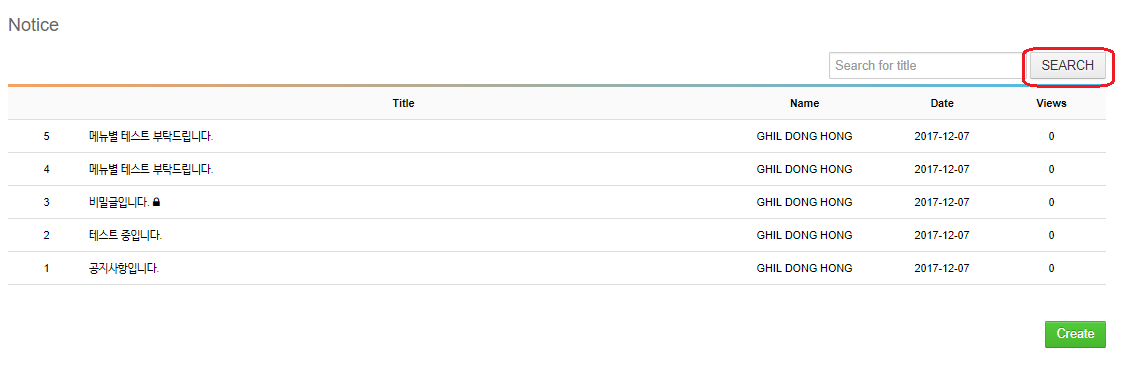 Notice
Search for title SEARCH
Title Name Date Views
5 메뉴별 테스트 부탁드립니다. GHIL DONG HONG 2017-12-07 0
4 메뉴별 테스트 부탁드립니다. GHIL DONG HONG 2017-12-07 0
3 비밀글입니다. GHIL DONG HONG 2017-12-07 0
2 테스트 중입니다. GHIL DONG HONG 2017-12-07 0
1 공지사항입니다. GHIL DONG HONG 2017-12-07 0
Create